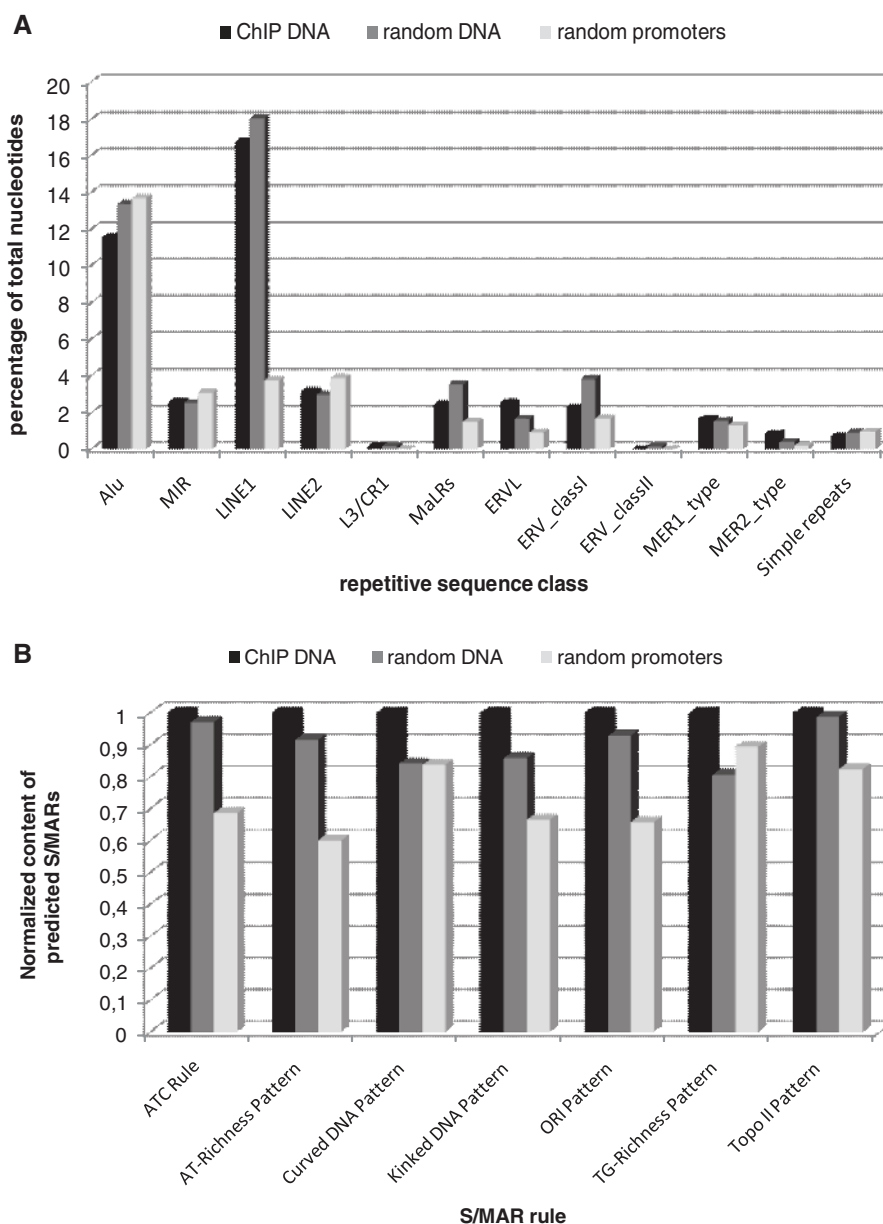 A
ChIP DNA random DNA random promoters
percentage of total nucleotides
20
18
16
14
12
10
8
6
4
2
0
Alu
MIR
LINE1
LINE2
L3/CR1
MaLRs
ERVL
ERV_classI
ERV_classII
MER1_type
MER2_type
Simple repeats
repetitive sequence class
B
ChIP DNA random DNA random promoters
Normalized content of
predicted S/MARs
1
0,9
0,8
0,7
0,6
0,5
0,4
0,3
0,2
0,1
0
ATC Rule
AT-Richness Pattern
Curved DNA Pattern
Kinked DNA Pattern
ORI Pattern
TG-Richness Pattern
Topo II Pattern
S/MAR rule